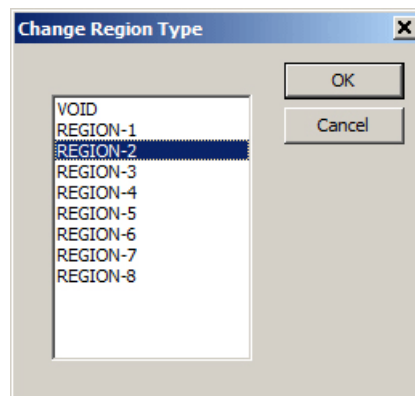 Change Region Type
OK
Cancel
VOID
REGION-1
REGION-2
REGION-3
REGION-4
REGION-5
REGION-6
REGION-7
REGION-8